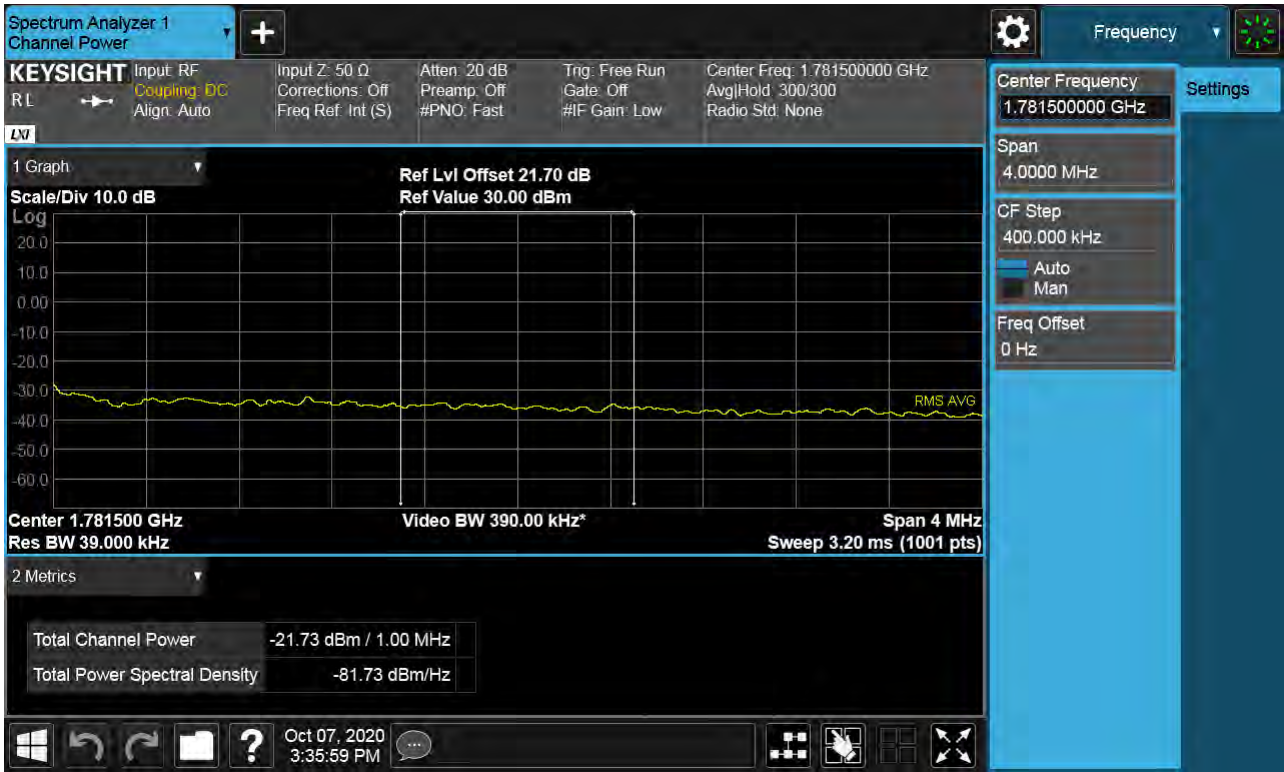 Spectrum Analyzer 1
Channel Power
Frequency
KEYSIGHT
RL
LXI
Input: RF
Coupling: DC
Align: Auto
Input Z: 50 Ω
Corrections: Off
Freq Ref: Int (S)
Atten: 20 dB
Preamp: Off
#PNO: Fast
Trig: Free Run
Gate: Off
#IF Gain: Low
Center Freq: 1.781500000 GHz
Avg|Hold: 300/300
Radio Std: None
Center Frequency
1.781500000 GHz
Settings
Span
4.0000 MHz
CF Step
400.000 kHz
Auto
Man
Freq Offset
0 Hz
1 Graph
Scale/Div 10.0 dB
Ref Lvl Offset 21.70 dB
Ref Value 30.00 dBm
Log
20.0
10.0
0.00
-10.0
-20.0
-30.0
-40.0
-50.0
-60.0
RMS AVG
Center 1.781500 GHz
Res BW 39.000 kHz
Video BW 390.00 kHz*
Span 4 MHz
Sweep 3.20 ms (1001 pts)
2 Metrics
Total Channel Power -21.73 dBm / 1.00 MHz
Total Power Spectral Density -81.73 dBm/Hz
?
Oct 07, 2020
3:35:59 PM